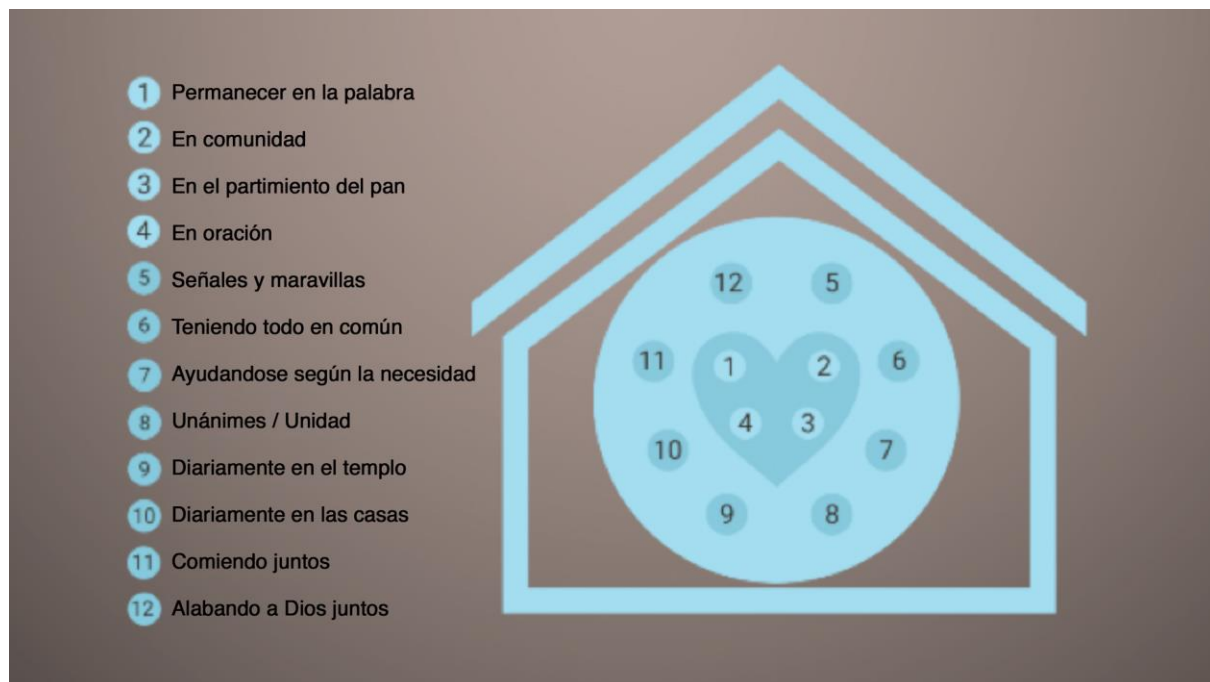 1 Permanecer en la palabra
2 En comunidad
3 En el partimiento del pan
4 En oración
5 Señales y maravillas
6 Teniendo todo en común
7 Ayudandose según la necesidad
8 Unánimes / Unidad
9 Diariamente en el templo
10 Diariamente en las casas
11 Comiendo juntos
12 Alabando a Dios juntos
12 5
11 1 2 6
4 3
10 7
9 8